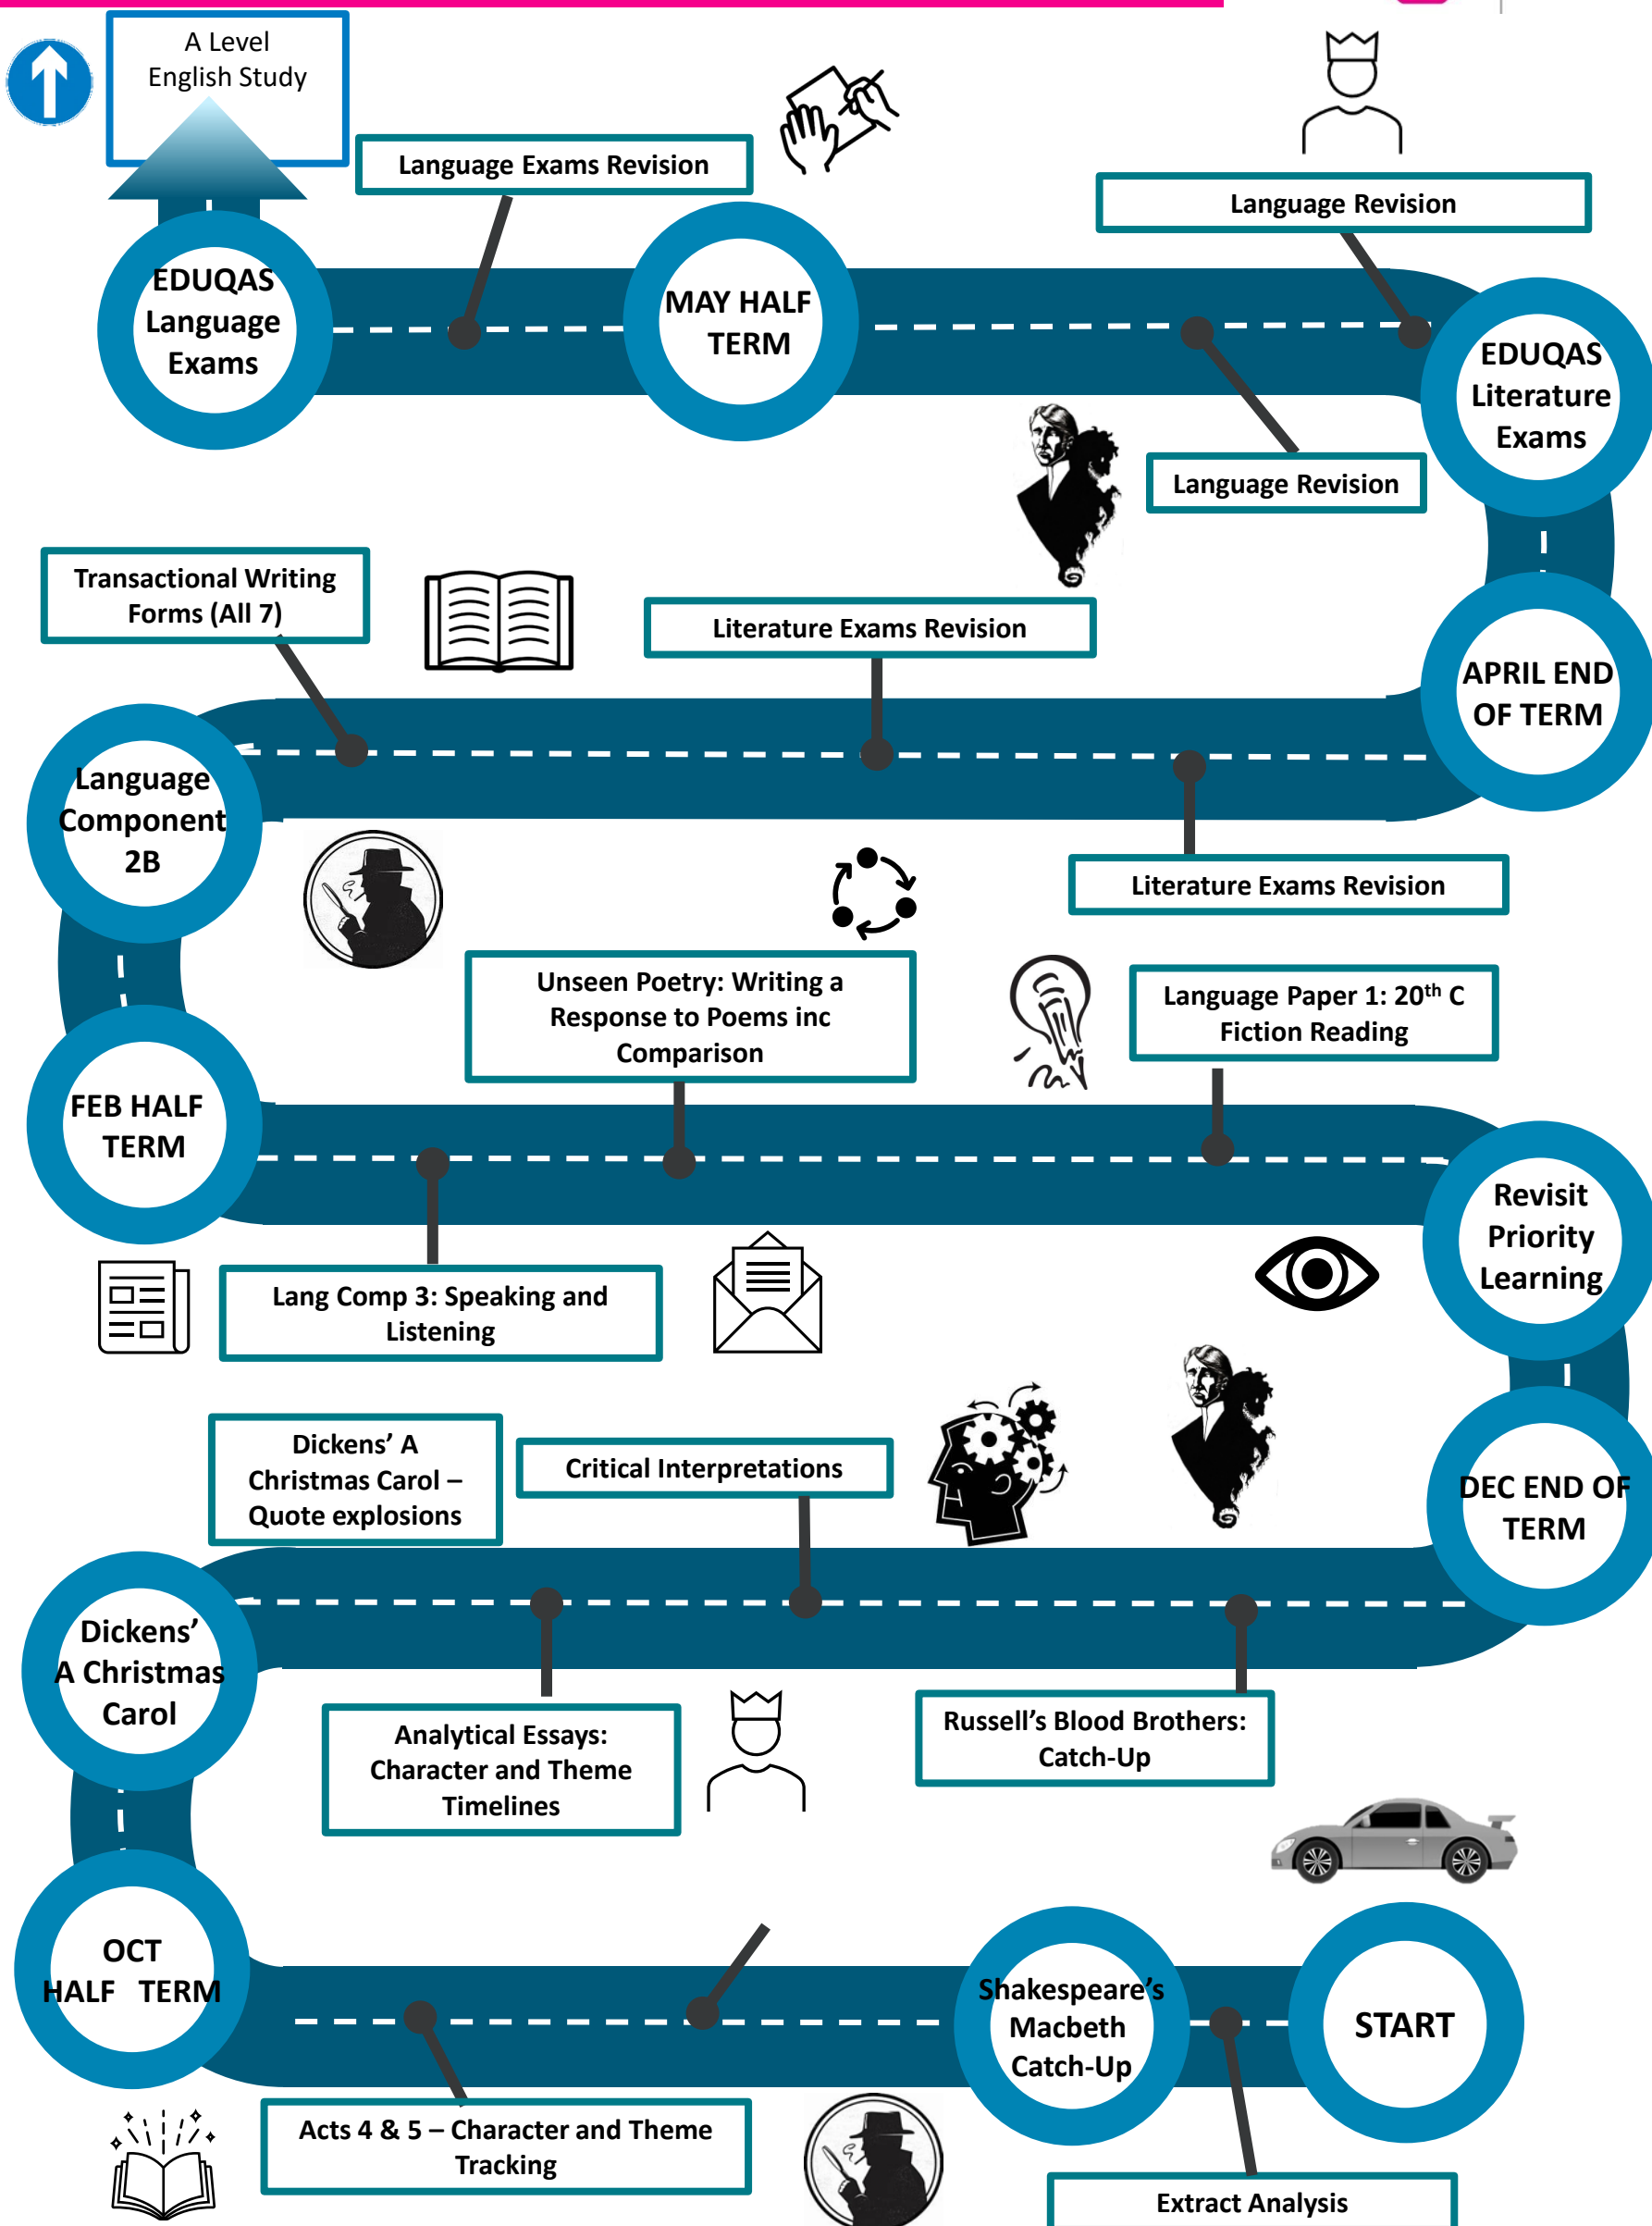 A Level
English Study
Language Exams Revision
Language Revision
EDUQAS
Language
Exams
MAY HALF
TERM
EDUQAS
Literature
Exams
Language Revision
Transactional Writing
Forms (All 7)
Literature Exams Revision
APRIL END
OF TERM
Language
Component
2B
Literature Exams Revision
Unseen Poetry: Writing a
Response to Poems inc
Comparison
Language Paper 1: 20th C
Fiction Reading
FEB HALF
TERM
Revisit
Priority
Learning
Lang Comp 3: Speaking and
Listening
Dickens’ A
Christmas Carol –
Quote explosions
Critical Interpretations
DEC END OF
TERM
Dickens’
A Christmas
Carol
Analytical Essays:
Character and Theme
Timelines
Russell’s Blood Brothers:
Catch-Up
OCT
HALF TERM
Shakespeare’s
Macbeth
Catch-Up
START
Acts 4 & 5 – Character and Theme
Tracking
Extract Analysis